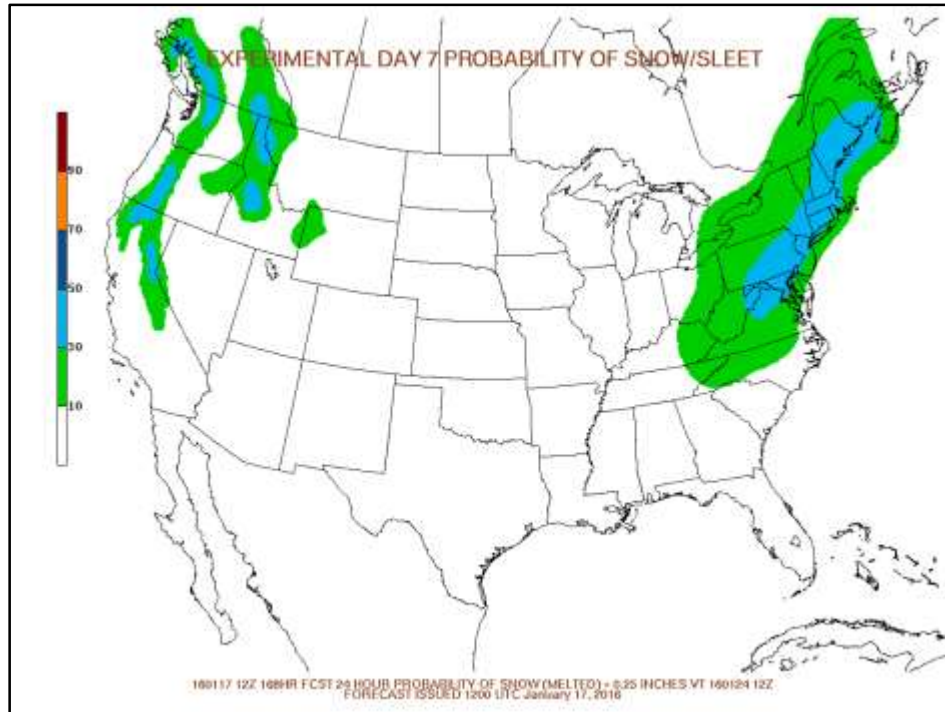 EXPERIMENTAL DAY 7 PROBABILITY OF SNOW/SLEET
90
70
50
30
10
160117 12Z 168HR FCST 24 HOUR PROBABILITY OF SNOW (MELTED) > 0.25 INCHES VT 160124 12Z
FORECAST ISSUED 1200 UTC January 17, 2016